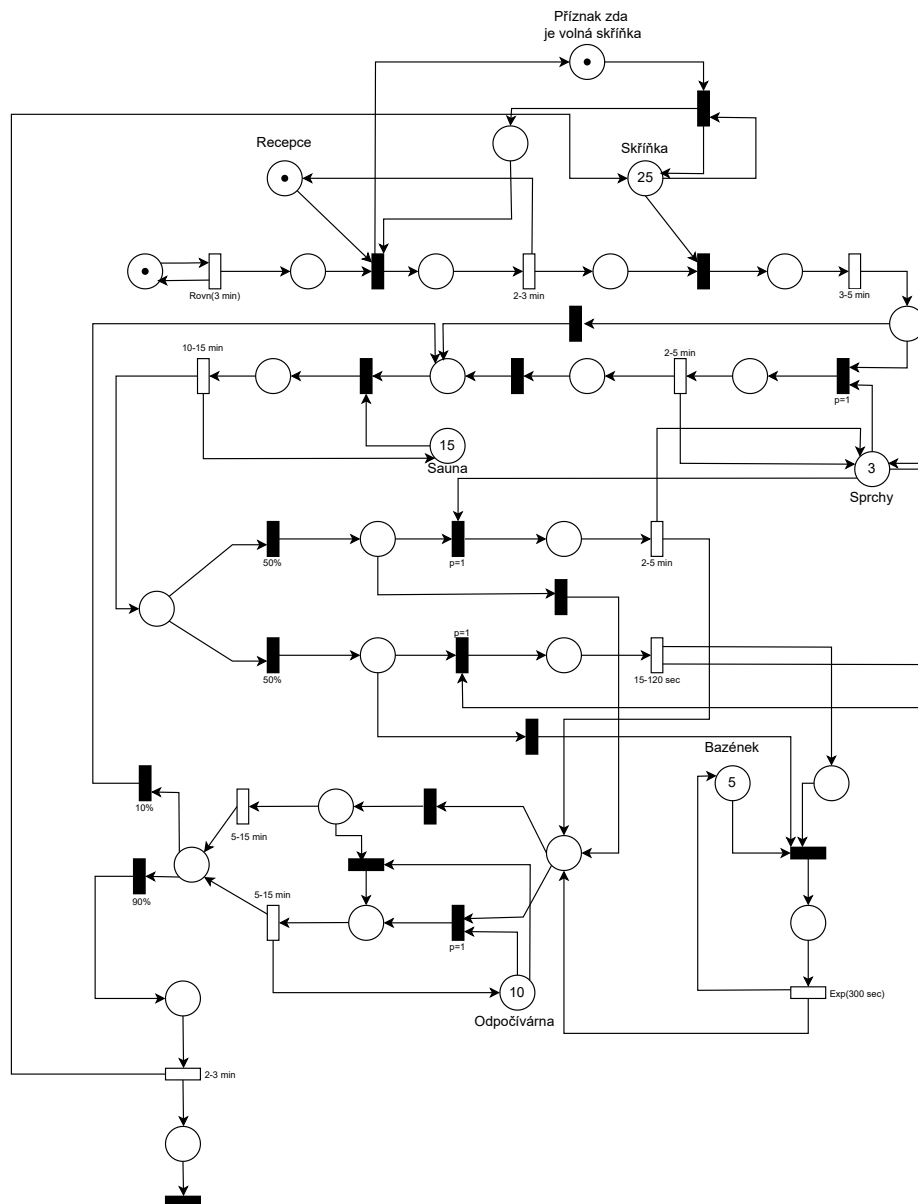 Příznak zda
je volná skříňka
Recepce
Skříňka
25
Rovn(3 min)
2-3 min
3-5 min
10-15 min
2-5 min
p=1
15
Sauna
3
Sprchy
50%
p=1
2-5 min
p=1
50%
15-120 sec
Bazének
5
10%
5-15 min
5-15 min
90%
p=1
10
Odpočívárna
Exp(300 sec)
2-3 min